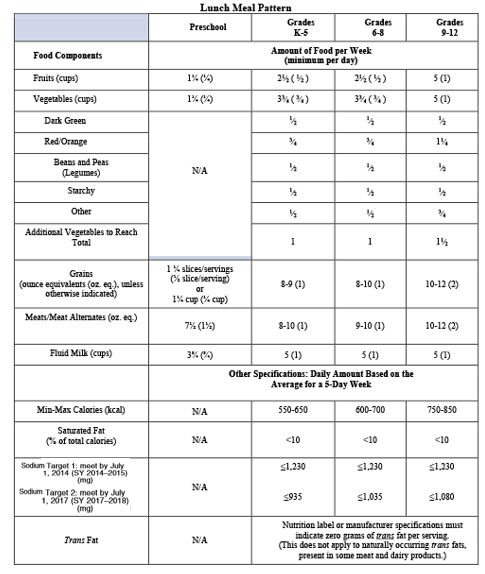 Lunch Meal Pattern
Preschool
Grades
K-5
Grades
6-8
Grades
9-12
Food Components
Amount of Food per Week
(minimum per day)
Fruits (cups) 1¼ (¼) 2½ (½) 2½ (½) 5 (1)
Vegetables (cups) 1¼ (¼) 3¾ (¾) 3¾ (¾) 5 (1)
N/A
Dark Green ½ ½ ½
Red/Orange ¾ ¾ 1¼
Beans and Peas
(Legumes) ½ ½ ½
Starchy ½ ½ ½
Other ½ ½ ¾
Additional Vegetables to Reach
Total 1 1 1½
Grains
(ounce equivalents (oz. eq.), unless
otherwise indicated)
1 ¼ slices/servings
slice/serving)
or
1¼ cup (¼ cup)
8-9 (1) 8-10 (1) 10-12 (2)
Meats/Meat Alternates (oz. eq.) 7½ (1½) 8-10 (1) 9-10 (1) 10-12 (2)
Fluid Milk (cups) 3¾ (¾) 5 (1) 5 (1) 5 (1)
Other Specifications: Daily Amount Based on the
Average for a 5-Day Week
Min-Max Calories (kcal) N/A 550-650 600-700 750-850
Saturated Fat
(% of total calories) N/A <10 <10 <10
Sodium Target 1: meet by July
1, 2014 (SY 2014–2015)
(mg)
≤1,230 ≤1,230 ≤1,230
N/A
Sodium Target 2: meet by July
1, 2017 (SY 2017–2018)
(mg)
≤935 ≤1,035 ≤1,080
Trans Fat N/A
Nutrition label or manufacturer specifications must
indicate zero grams of trans fat per serving.
(This does not apply to naturally occurring trans fats,
present in some meat and dairy products.)